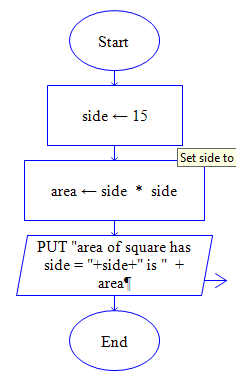 Start
side ← 15
Set side to
area ← side * side
PUT "area of square has
side = "+side+" is " +
area¶
End